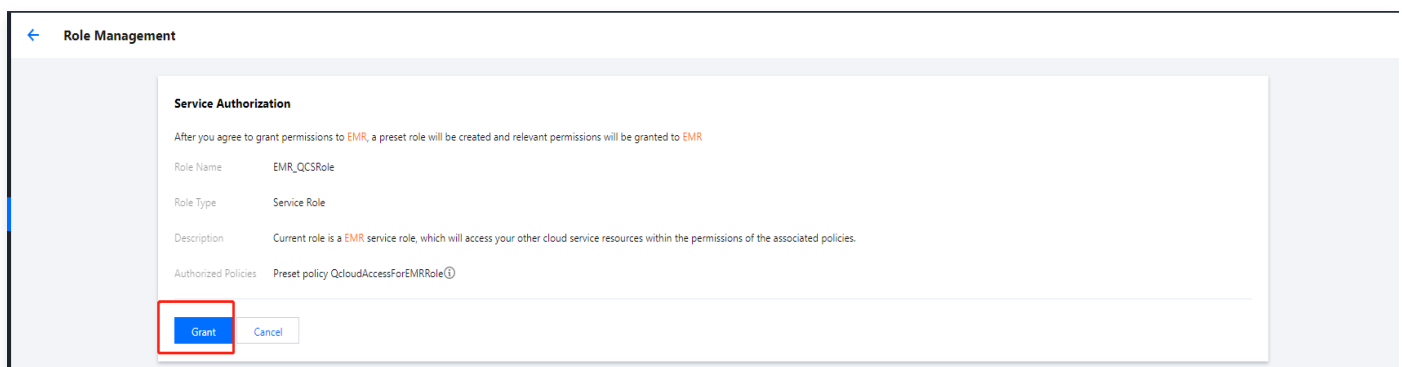 Role Management
Service Authorization
After you agree to grant permissions to EMR, a preset role will be created and relevant permissions will be granted to EMR
Role Name EMR_QCSRole
Role Type Service Role
Description Current role is a EMR service role, which will access your other cloud service resources within the permissions of the associated policies.
Authorized Policies Preset policy QcloudAccessForEMRRole
Grant Cancel